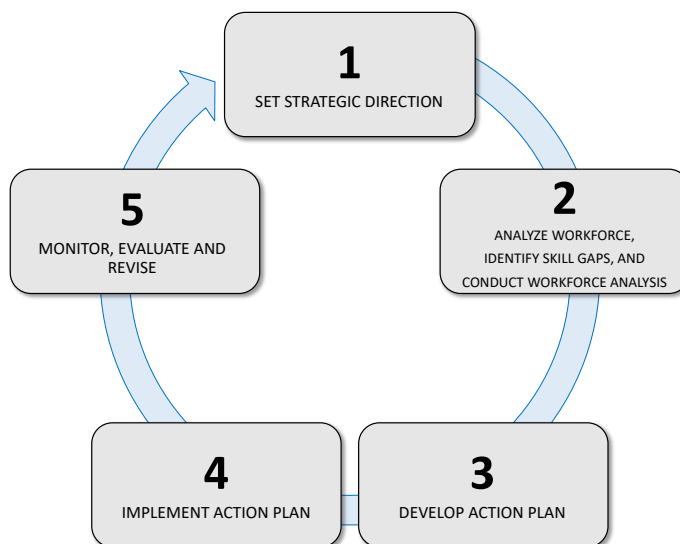 1
SET STRATEGIC DIRECTION
2
ANALYZE WORKFORCE,
IDENTIFY SKILL GAPS, AND
CONDUCT WORKFORCE ANALYSIS
3
DEVELOP ACTION PLAN
4
IMPLEMENT ACTION PLAN
5
MONITOR, EVALUATE AND
REVISE